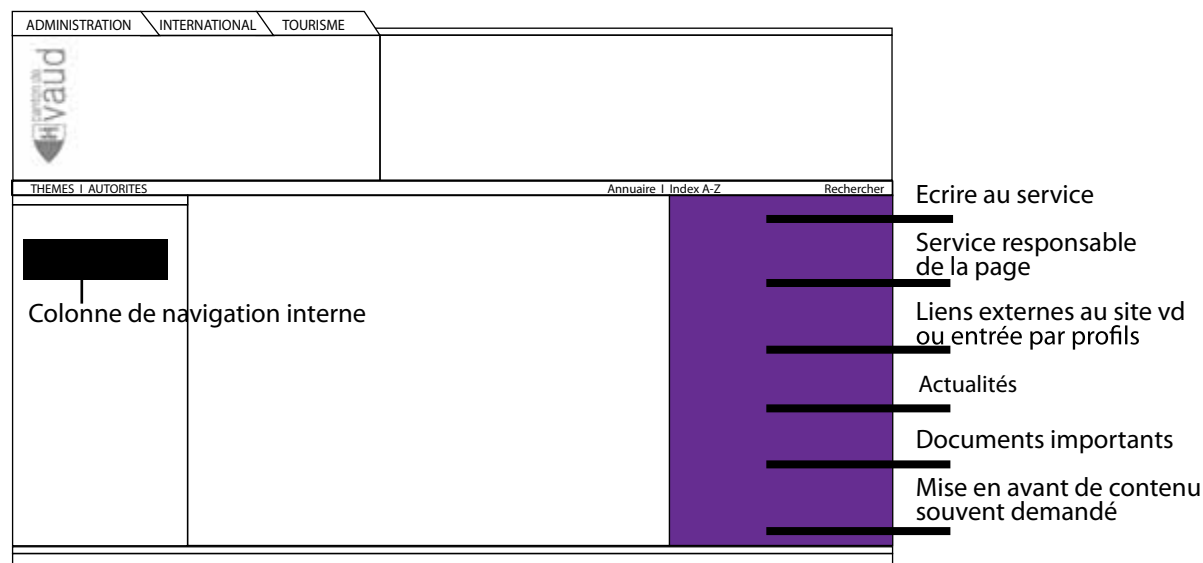 ADMINISTRATION INTERNATIONAL TOURISME
canton de
vaud
THEMES I AUTORITES Annuaire I Index A-Z Rechercher
Ecrire au service
Service responsable
de la page
Colonne de navigation interne
Liens externes au site vd
ou entrée par profils
Actualités
Documents importants
Mise en avant de contenu
souvent demandé